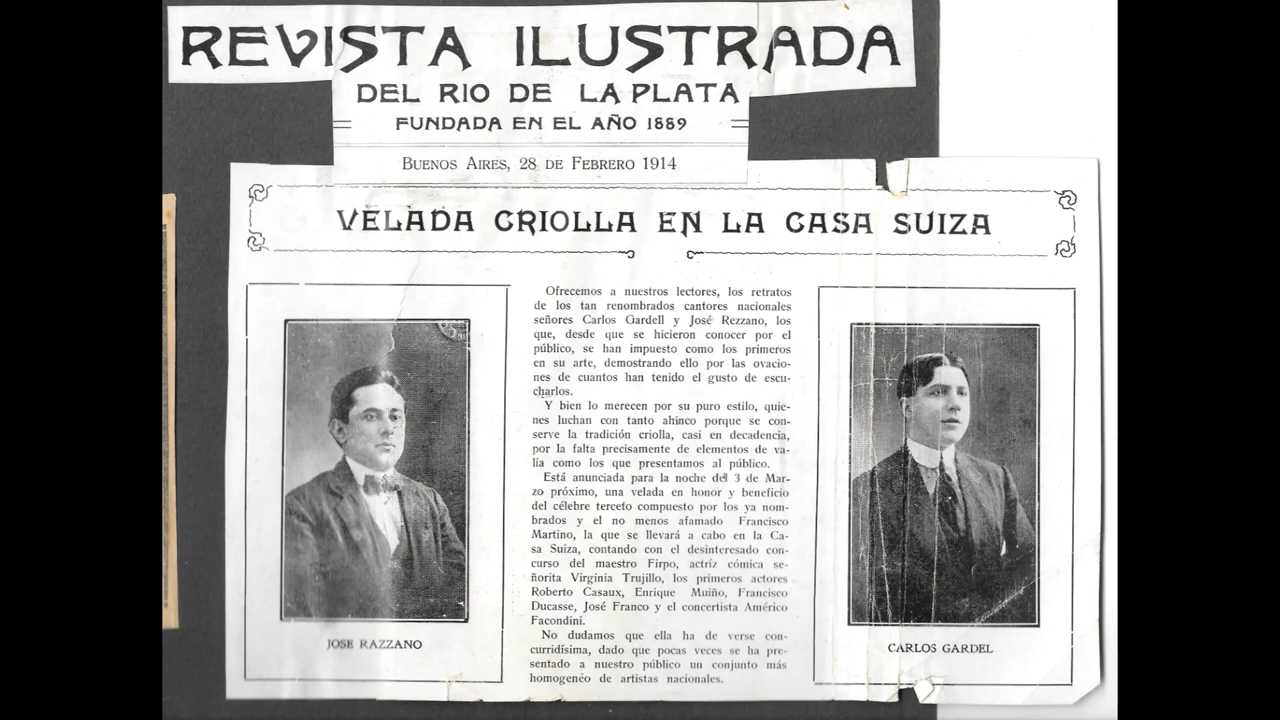 REVISTA ILUSTRADA
DEL RIO DE LA PLATA
FUNDADA EN EL AÑO 1889
BUENOS AIRES, 28 DE FEBRERO 1914
VELADA CRIOLLA EN LA CASA SUIZA
Ofrecemos a nuestros lectores, los retratos
de los tan renombrados cantores nacionales
señores Carlos Gardell y José Rezzano, los
que, desde que se hicieron conocer por el
público, se han impuesto como los primeros
en su arte, demostrando ello por las ovacio-
nes de cuantos han tenido el gusto de escu-
charlos.
Y bien lo merecen por su puro estilo, quie-
nes luchan con tanto ahinco porque se con-
serve la tradición criolla, casi en decadencia,
por la falta precisamente de elementos de va-
lía como los que presentamos al público.
Está anunciada para la noche del 3 de Mar-
zo próximo, una velada en honor y beneficio
del célebre terceto compuesto por los ya nom-
brados y el no menos afamado Francisco
Martino, la que se llevará a cabo en la Ca-
sa Suiza, contando con el desinteresado con-
curso del maestro Firpo, actriz cómica se-
ñorita Virginia Trujillo, los primeros actores
Roberto Casaux, Enrique Muiño, Francisco
Ducasse, José Franco y el concertista Américo
Facondini.
No dudamos que ella ha de verse con-
curridísima, dado que pocas veces se ha pre-
sentado a nuestro público un conjunto más
homogenéo de artistas nacionales.
JOSE RAZZANO
CARLOS GARDEL